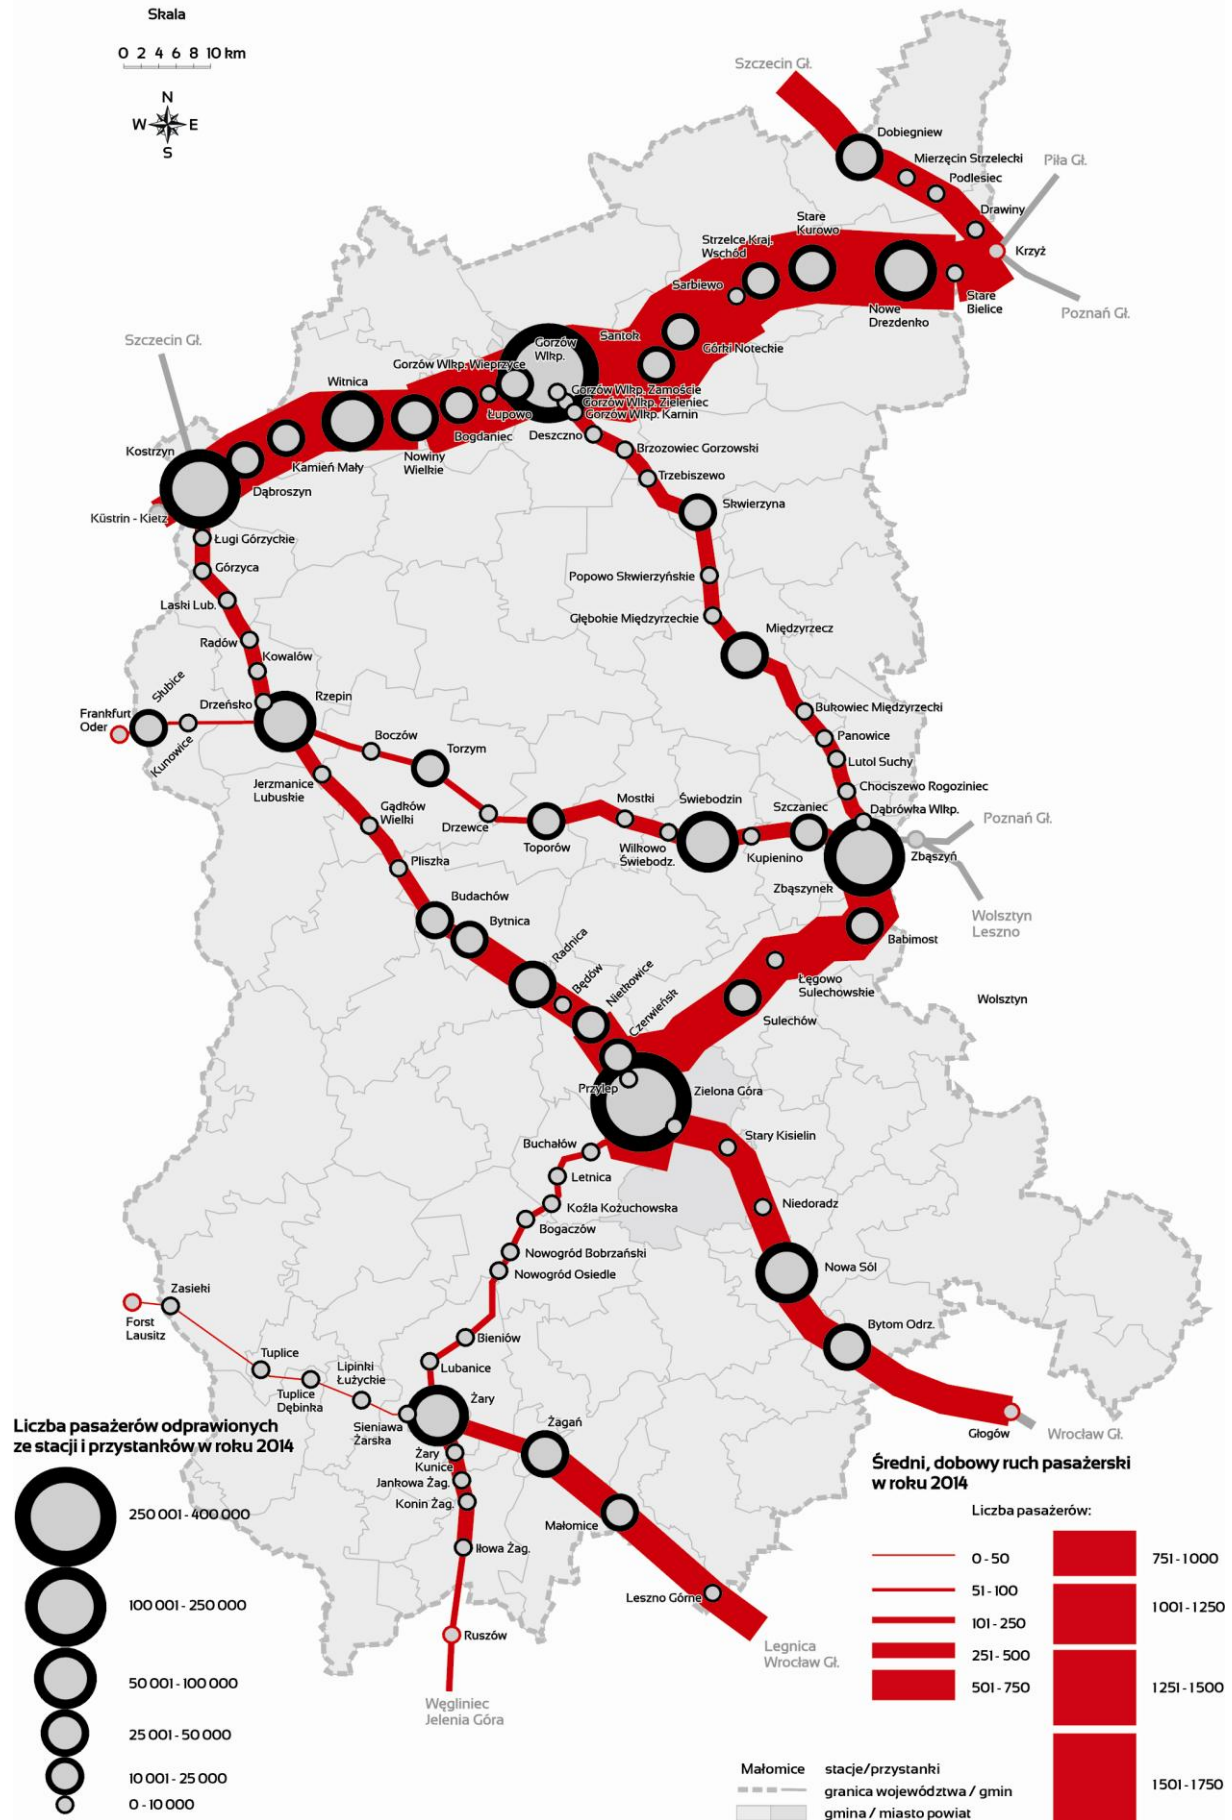 Skala
0 2 4 6 8 10 km
N
W E
S
Szczecin Gł.
Dobiegniew
Mierzęcin Strzelecki
Podlesiec
Piła Gł.
Drawiny
Krzyż
Stare
Kurowo
Strzelce Kraj.
Wschód
Sarbiewo
Stare
Bielice
Poznań Gł.
Nowe
Drezdenko
Górki Noteckie
Santok
Szczecin Gł.
Gorzów
Wlkp.
Gorzów Wlkp. Wieprzyce
Witnica
Gorzów Wlkp. Zamoście
Gorzów Wlkp. Zieleniec
Gorzów Wlkp. Karnin
Łupowo
Bogdaniec
Deszczno
Nowiny
Wielkie
Kostrzyn
Kamień Mały
Dąbroszyn
Brzozowiec Gorzowski
Trzebiszewo
Skwierzyna
Küstrin - Kietz
Ługi Górzyckie
Górzyca
Popowo Skwierzyńskie
Laski Lub.
Głębokie Międzyrzeckie
Radów
Międzyrzecz
Kowalów
Słubice
Drzeńsko
Rzepin
Bukowiec Międzyrzecki
Frankfurt
Oder
Kunowice
Boczów
Panowice
Torzym
Lutol Suchy
Jerzmanice
Lubuskie
Chociszewo Rogoziniec
Mostki
Świebodzin
Szczaniec
Dąbrówka Wlkp.
Poznań Gł.
Gądków
Wielki
Drzewce
Toporów
Wilkowo
Świebodz.
Kupienino
Zbąszyń
Pliszka
Zbąszynek
Budachów
Wolsztyn
Leszno
Bytnica
Babimost
Radnica
Będów
Nietkowice
Czerwieńsk
Łęgowo
Sulechowskie
Wolsztyn
Sulechów
Przylep
Zielona Góra
Buchałów
Stary Kisielin
Letnica
Koźla Kożuchowska
Niedoradz
Bogaczów
Nowogród Bobrzański
Nowogród Osiedle
Nowa Sól
Zasieki
Forst
Lausitz
Bieniów
Bytom Odrz.
Tuplice
Lipinki
Łużyckie
Lubanice
Tuplice
Dębinka
Żary
Sieniawa
Żarska
Żagań
Głogów
Wrocław Gł.
Żary
Kunice
Jankowa Żag.
Konin Żag.
Małomice
Iłowa Żag.
Leszno Górne
Ruszów
Legnica
Wrocław Gł.
Węgliniec
Jelenia Góra
Liczba pasażerów odprawionych
ze stacji i przystanków w roku 2014
250 001 - 400 000
100 001 - 250 000
50 001 - 100 000
25 001 - 50 000
10 001 - 25 000
0 - 10 000
Średni, dobowy ruch pasażerski
w roku 2014
Liczba pasażerów:
0 - 50
51 - 100
101 - 250
251 - 500
501 - 750
751 - 1000
1001 - 1250
1251 - 1500
1501 - 1750
Małomice stacje/przystanki
granica województwa / gmin
gmina / miasto powiat